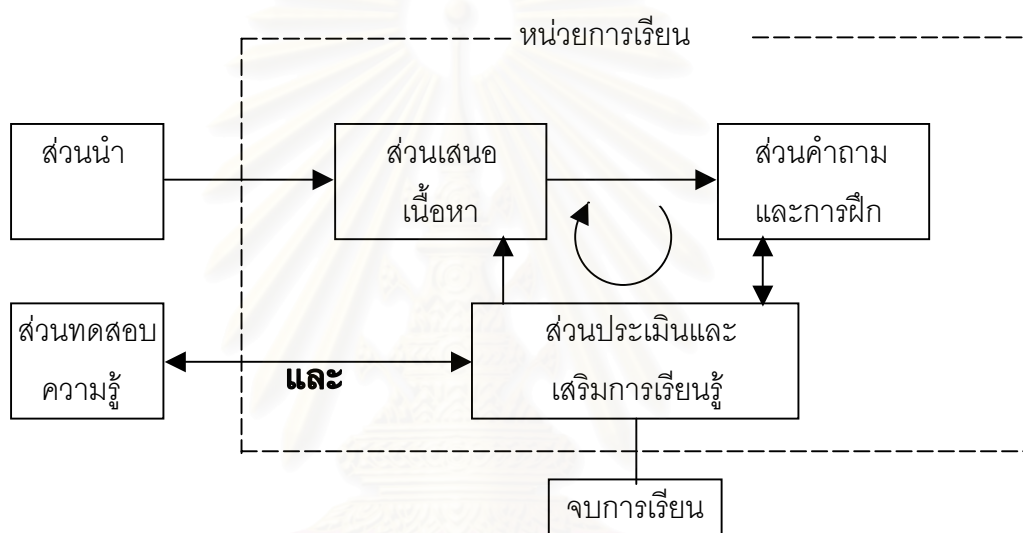 หน่วยการเรียน
ส่วนนำ
ส่วนเสนอ
เนื้อหา
ส่วนคำถาม
และการฝึก
ส่วนทดสอบ
ความรู้
และ
ส่วนประเมินและ
เสริมการเรียนรู้
จบการเรียน